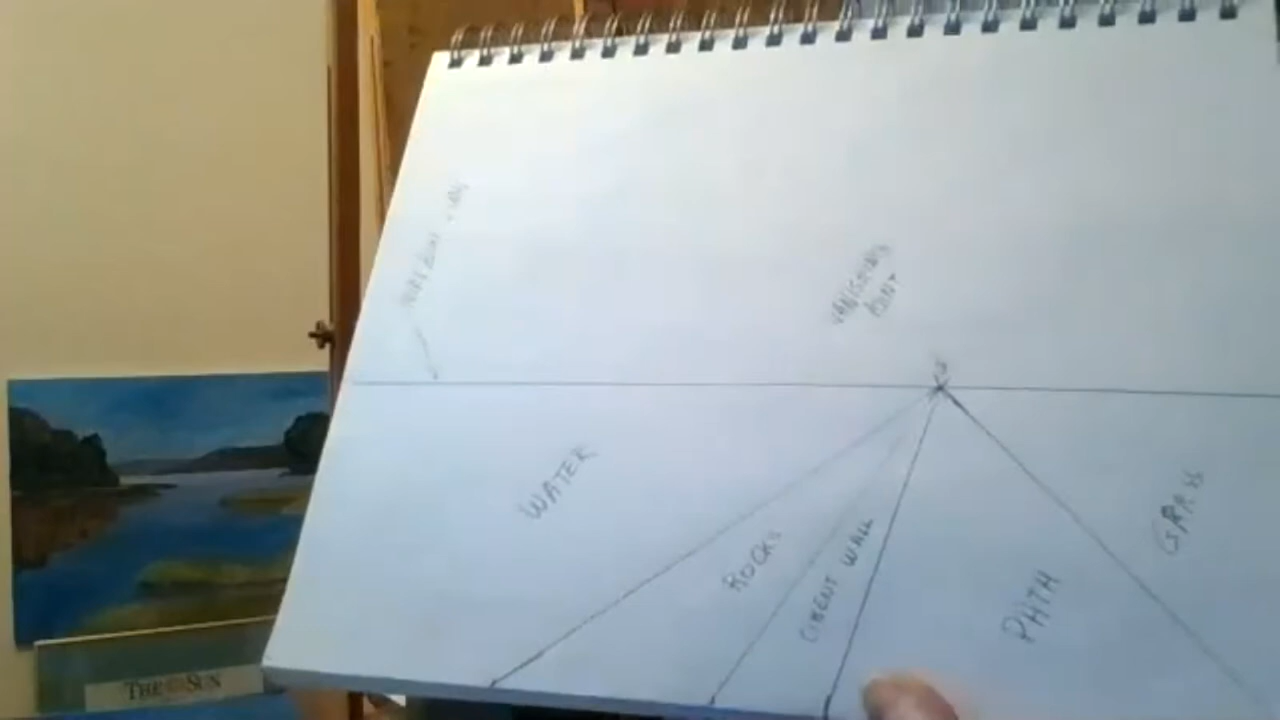 HORIZON LINE
VANISHING
POINT
WATER
ROCKS
CEMENT WALL
PATH
GRASS
THE SUN